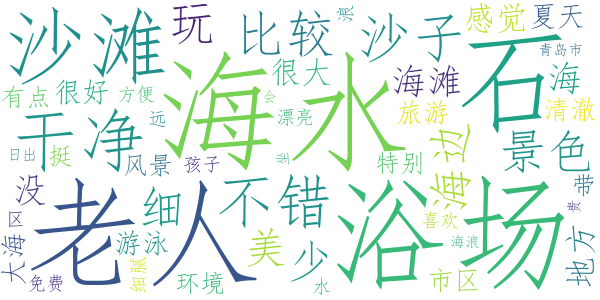 沙滩
玩
比较
沙子
感觉
夏天
浪
石
青岛市
海水
很大
海滩
海
有点
很好
方便
旅游
清澈
会
远
漂亮
干净
海边
景色
日出
挺
风景
孩子
特别
带
没
老人
细
不错
浴场
美
少
喜欢
地方
区
大海
游泳
海浪
免费
细腻
环境
水
市区